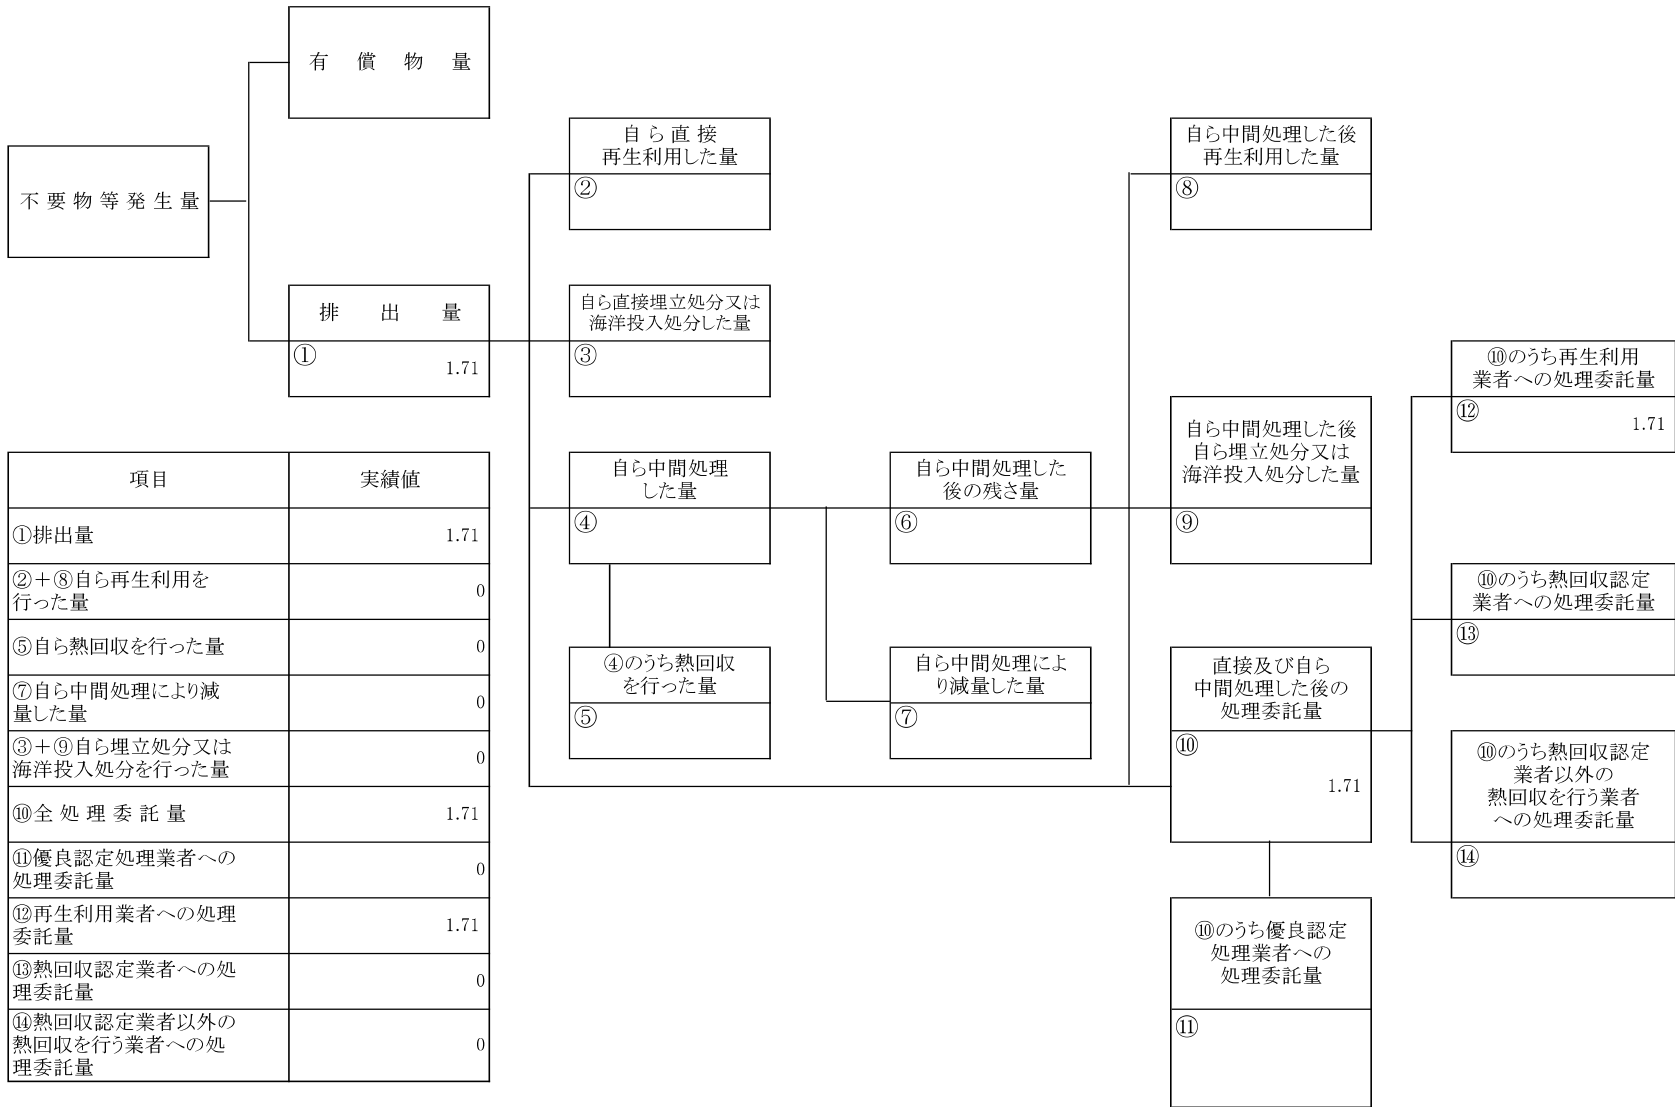 有償物量
不要物等発生量
排出量
①
1.71
自ら直接
再生利用した量
②
自ら直接埋立処分又は
海洋投入処分した量
③
自ら中間処理
した量
④
④のうち熱回収
を行った量
⑤
自ら中間処理した
後の残さ量
⑥
自ら中間処理によ
り減量した量
⑦
自ら中間処理した後
再生利用した量
⑧
自ら中間処理した後
自ら埋立処分又は
海洋投入処分した量
⑨
直接及び自ら
中間処理した後の
処理委託量
⑩
1.71
⑩のうち優良認定
処理業者への
処理委託量
⑪
⑩のうち再生利用
業者への処理委託量
⑫
1.71
⑩のうち熱回収認定
業者への処理委託量
⑬
⑩のうち熱回収認定
業者以外の
熱回収を行う業者
への処理委託量
⑭
項目 実績値
①排出量 1.71
②+⑧自ら再生利用を
行った量 0
⑤自ら熱回収を行った量 0
⑦自ら中間処理により減
量した量 0
③+⑨自ら埋立処分又は
海洋投入処分を行った量 0
⑩全処理委託量 1.71
⑪優良認定処理業者への
処理委託量 0
⑫再生利用業者への処理
委託量 1.71
⑬熱回収認定業者への処
理委託量 0
⑭熱回収認定業者以外の
熱回収を行う業者への処
理委託量 0